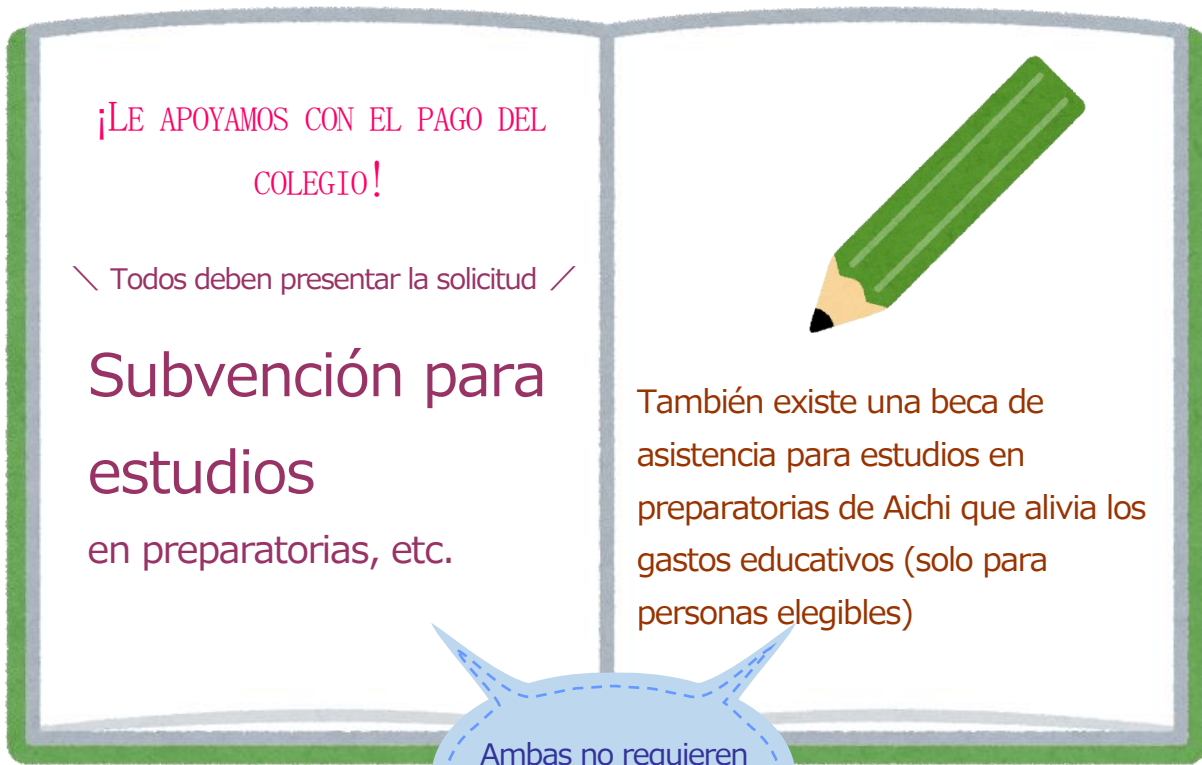 ¡LE APOYAMOS CON EL PAGO DEL
COLEGIO!
＼ Todos deben presentar la solicitud ／
Subvención para
estudios
en preparatorias, etc.
También existe una beca de
asistencia para estudios en
preparatorias de Aichi que alivia los
gastos educativos (solo para
personas elegibles)
Ambas no requieren